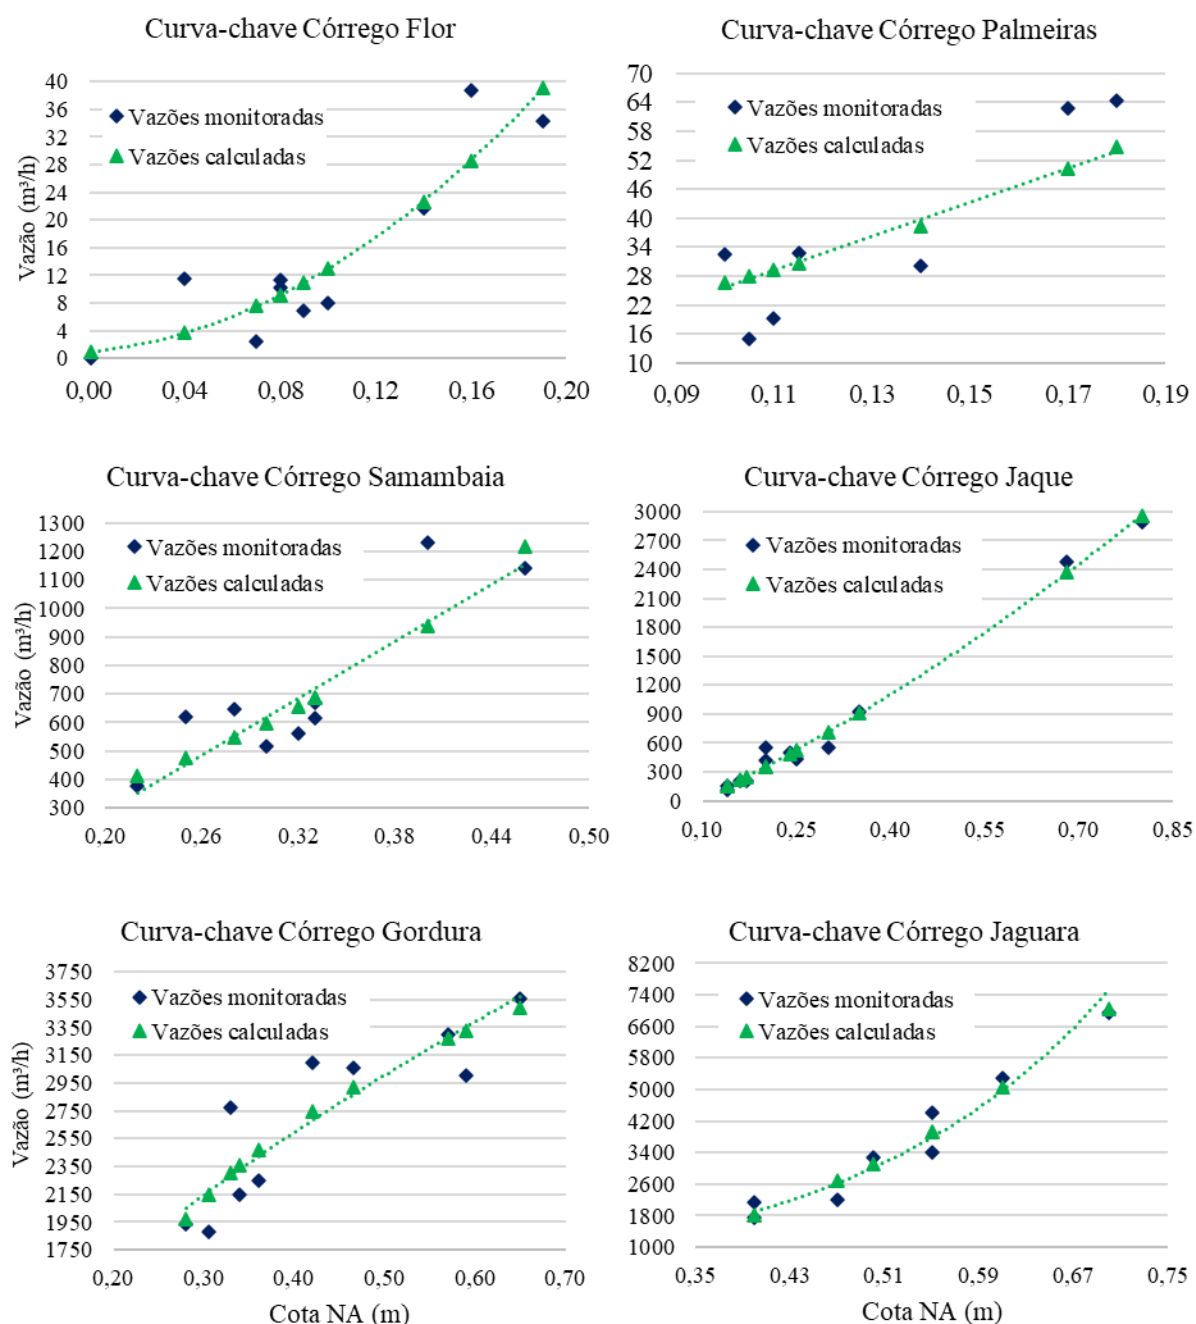 Curva-chave Córrego Flor
40
36
32
28
24
20
16
12
8
4
0
Vazão (m³/h)
Vazões monitoradas
Vazões calculadas
0,00 0,04 0,08 0,12 0,16 0,20
Curva-chave Córrego Palmeiras
70
64
58
52
46
40
34
28
22
16
10
Vazões monitoradas
Vazões calculadas
0,09 0,11 0,13 0,15 0,17 0,19
Curva-chave Córrego Samambaia
1300
1200
1100
1000
900
800
700
600
500
400
300
Vazão (m³/h)
Vazões monitoradas
Vazões calculadas
0,20 0,26 0,32 0,38 0,44 0,50
Curva-chave Córrego Jaque
3000
2700
2400
2100
1800
1500
1200
900
600
300
0
Vazões monitoradas
Vazões calculadas
0,10 0,25 0,40 0,55 0,70 0,85
Curva-chave Córrego Gordura
3750
3550
3350
3150
2950
2750
2550
2350
2150
1950
1750
Vazão (m³/h)
Vazões monitoradas
Vazões calculadas
0,20 0,30 0,40 0,50 0,60 0,70
Cota NA (m)
Curva-chave Córrego Jaguara
8200
7400
6600
5800
5000
4200
3400
2600
1800
1000
Vazões monitoradas
Vazões calculadas
0,35 0,43 0,51 0,59 0,67 0,75
Cota NA (m)